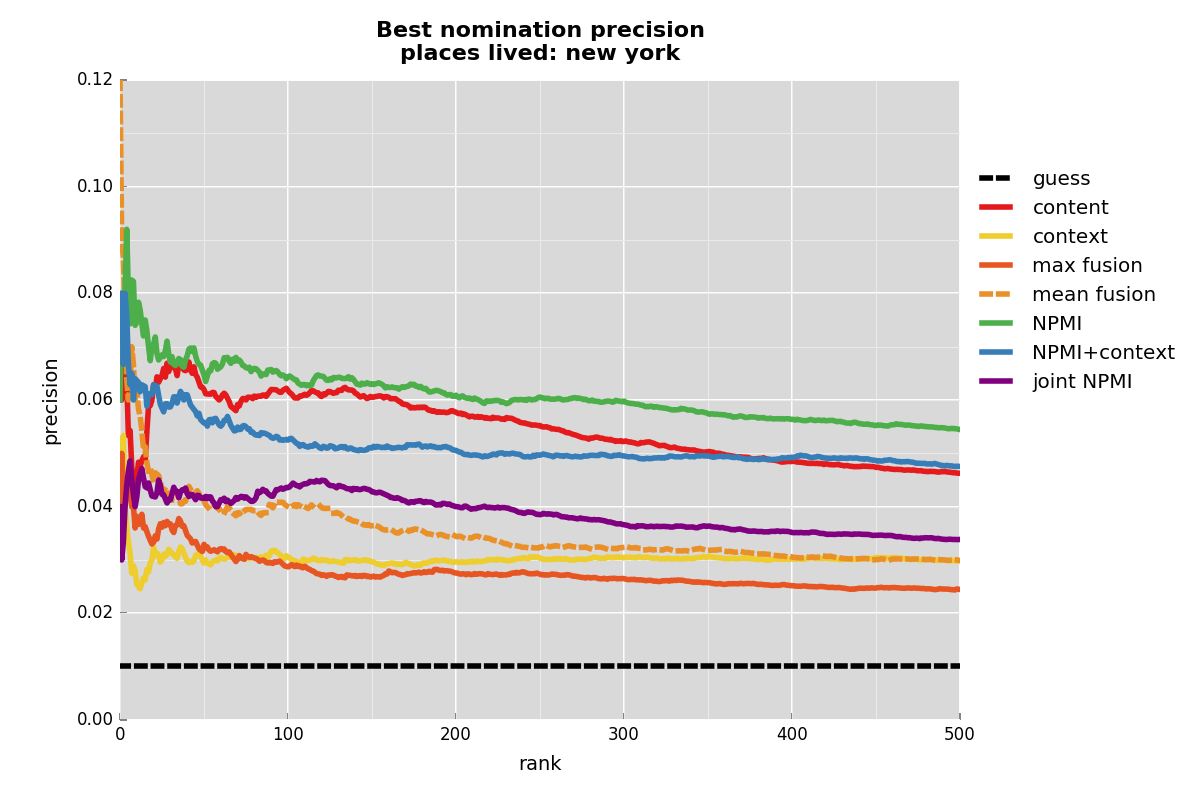 Best nomination precision
places lived: new york
0.12
0.10
0.08
0.06
0.04
0.02
0.00
precision
0
100
200
300
400
500
rank
guess
content
context
max fusion
mean fusion
NPMI
NPMI+context
joint NPMI